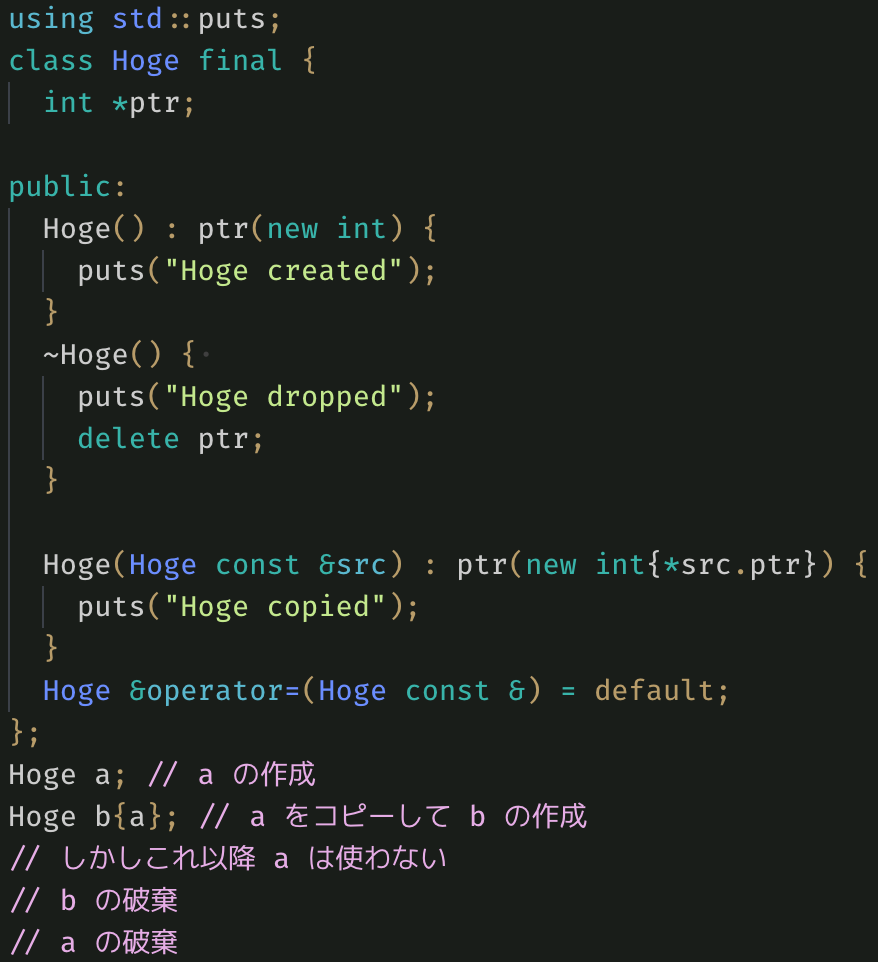 using std::puts;
class Hoge final {
  int *ptr;

public:
  Hoge() : ptr(new int) {
    puts("Hoge created");
  }
  ~Hoge() {
    puts("Hoge dropped");
    delete ptr;
  }

  Hoge(Hoge const &src) : ptr(new int{*src.ptr}) {
    puts("Hoge copied");
  }
  Hoge &operator=(Hoge const &) = default;
};
Hoge a; // a の作成
Hoge b{a}; // a をコピーして b の作成
// しかしこれ以降 a は使わない
// b の破棄
// a の破棄